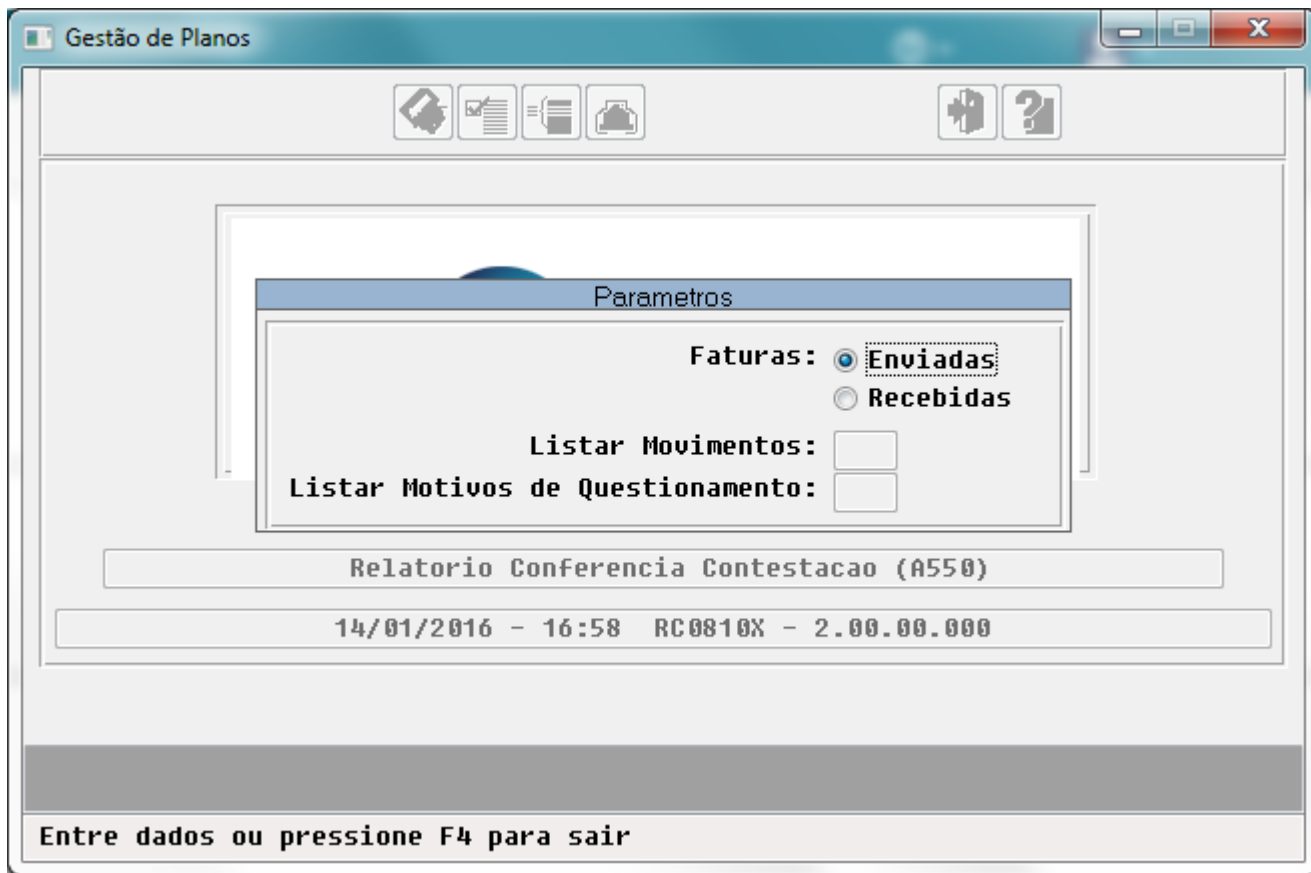 Gestão de Planos
Parametros
Faturas: Enviadas
Recebidas
Listar Movimentos:
Listar Motivos de Questionamento:
Relatorio Conferencia Contestacao (A550)
14/01/2016 - 16:58 RC0810X - 2.00.00.000
Entre dados ou pressione F4 para sair